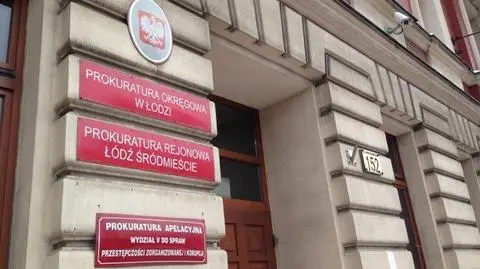 PROKURATURA OKRĘGOWA
W ŁODZI
PROKURATURA REJONOWA
ŁÓDŹ ŚRÓDMIEŚCIE
PROKURATURA APELACYJNA
WYDZIAŁ V DO SPRAW
PRZESTĘPCZOŚCI ZORGANIZOWANEJ I KORUPCJI
152